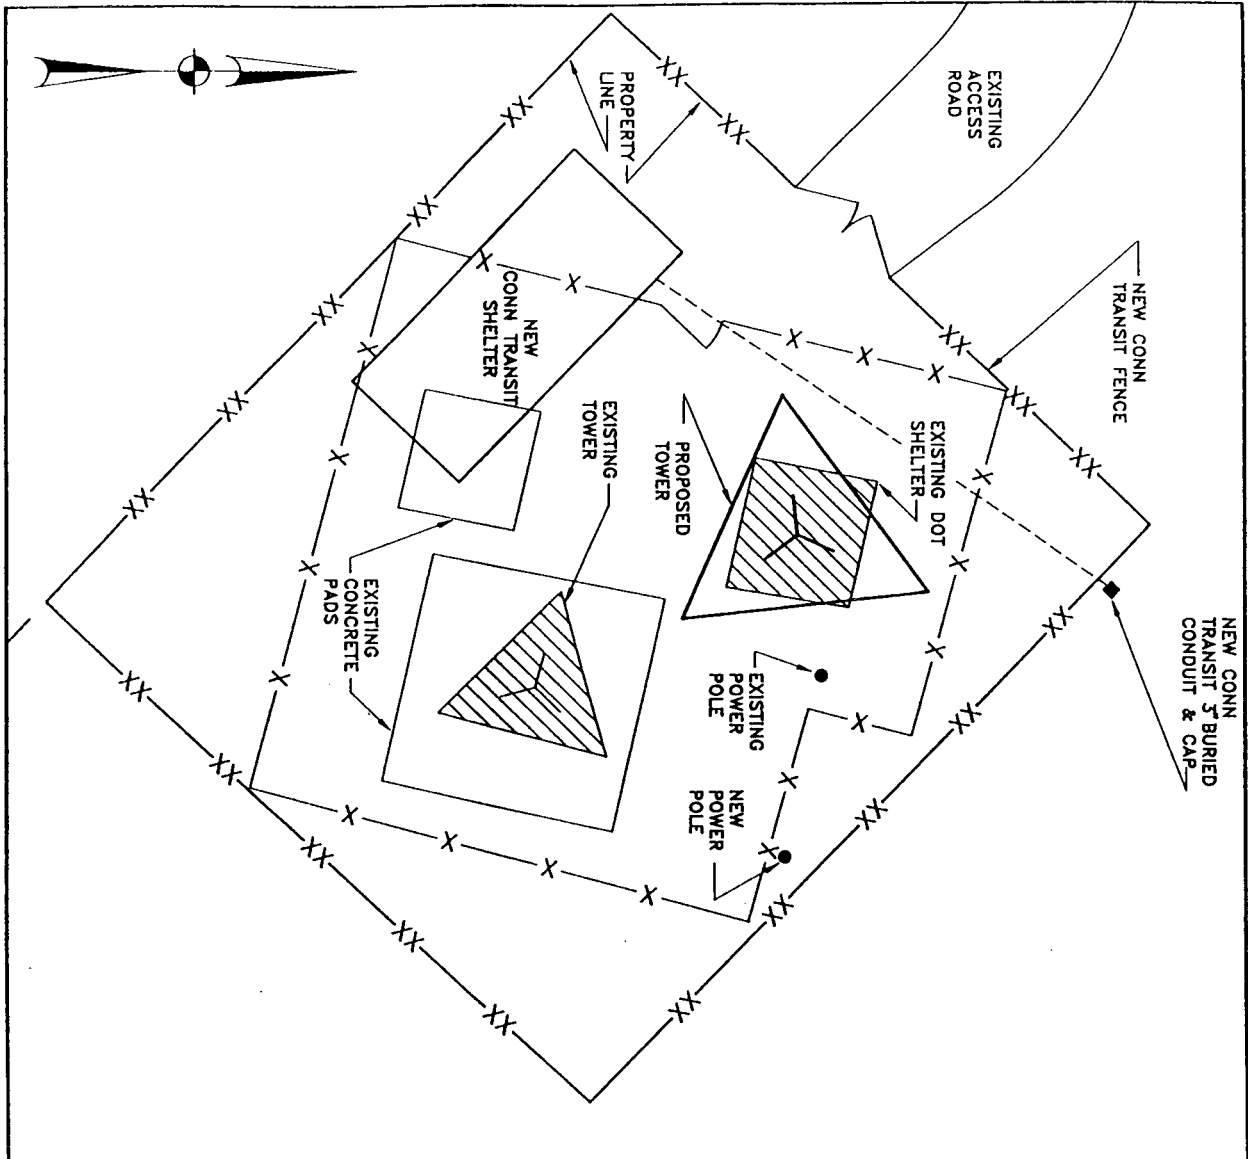 NEW CONN
TRANSIT 3" BURIED
CONDUIT & CAP
NEW CONN
TRANSIT FENCE
EXISTING
ACCESS
ROAD
EXISTING DOT
SHELTER
PROPERTY
LINE
NEW
CONN TRANSIT
SHELTER
EXISTING
TOWER
PROPOSED
TOWER
EXISTING
POWER
POLE
NEW
POWER
POLE
EXISTING
CONCRETE
PADS